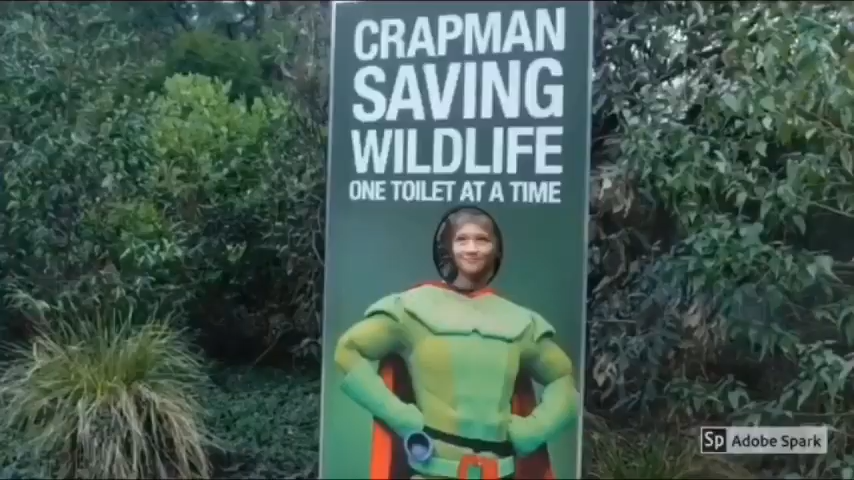 CRAPMAN
SAVING
WILDLIFE
ONE TOILET AT A TIME
Sp Adobe Spark